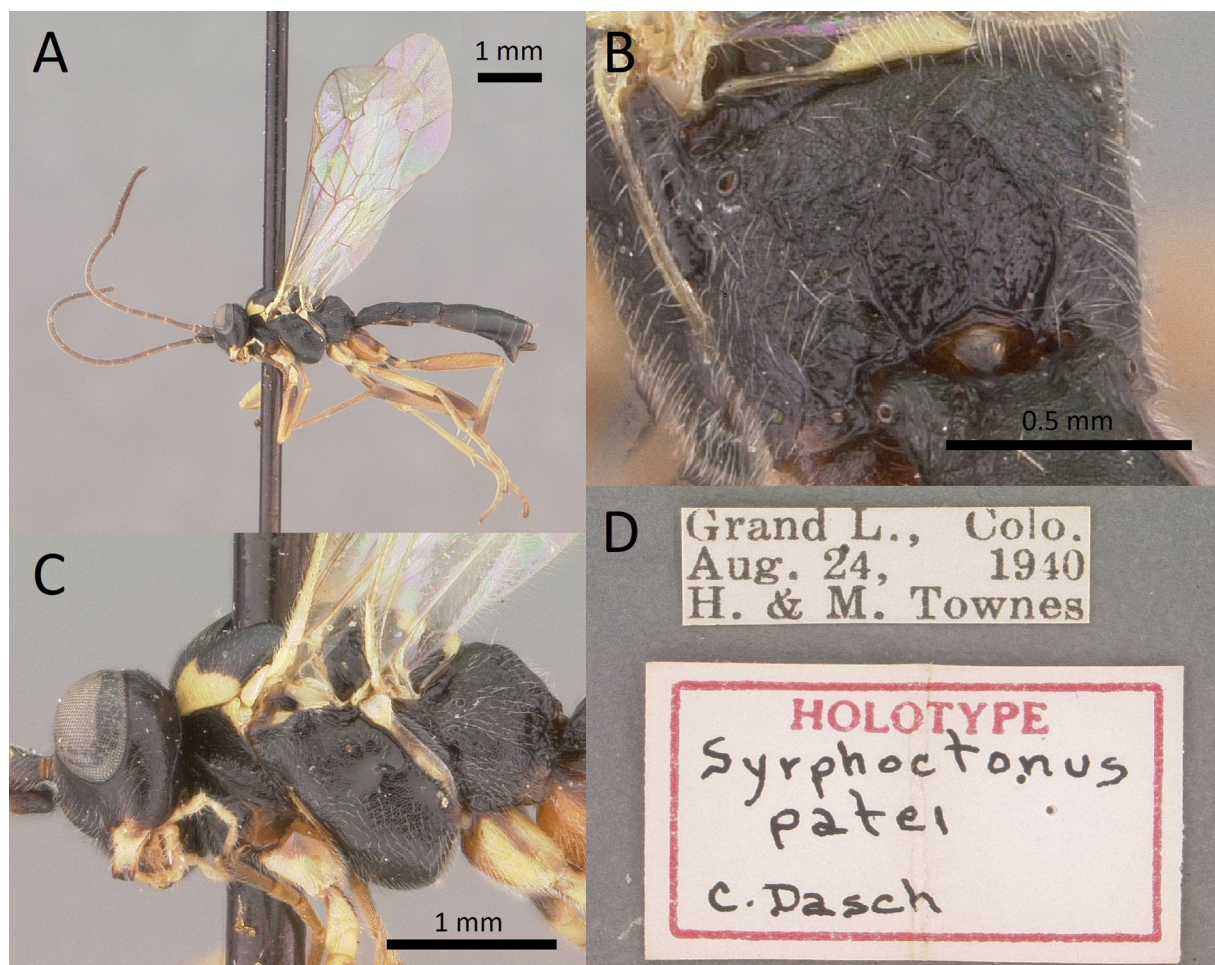 A
1 mm
B
0.5 mm
C
1 mm
D
Grand L., Colo.
Aug. 24, 1940
H. & M. Townes
HOLOTYPE
Syrphoctonus
patei
C. Dasch